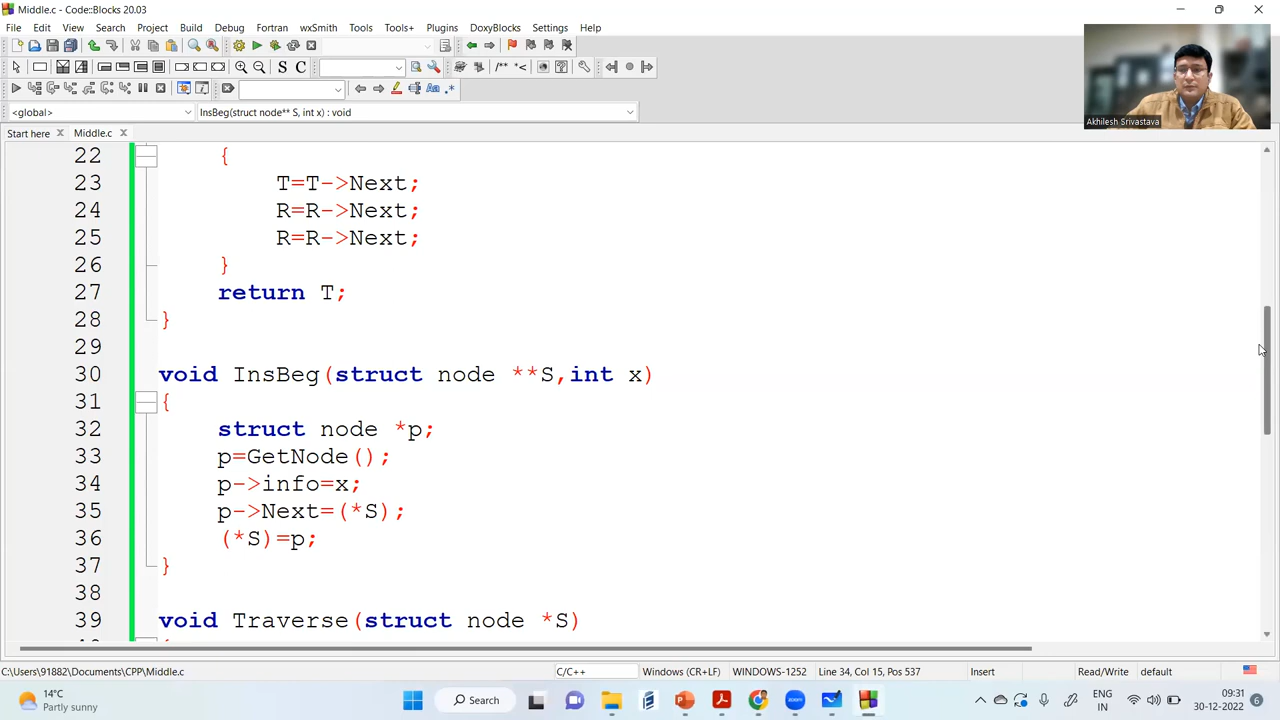 Middle.c - Code::Blocks 20.03
File Edit View Search Project Build Debug Fortran wxSmith Tools Tools+ Plugins DoxyBlocks Settings Help
S C
/** *<
Aa .*
<global> InsBeg(struct node** S, int x) : void
Start here Middle.c
Akhilesh Srivastava
22 {
23 T=T->Next;
24 R=R->Next;
25 R=R->Next;
26 }
27 return T;
28 }
29
30 void InsBeg(struct node **S,int x)
31 {
32 struct node *p;
33 p=GetNode();
34 p->info=x;
35 p->Next=(*S);
36 (*S)=p;
37 }
38
39 void Traverse(struct node *S)
C:\Users\91882\Documents\CPP\Middle.c C/C++ Windows (CR+LF) WINDOWS-1252 Line 34, Col 15, Pos 537 Insert Read/Write default
14°C
Partly sunny
Search
zoom
ENG
IN
09:31
30-12-2022
6